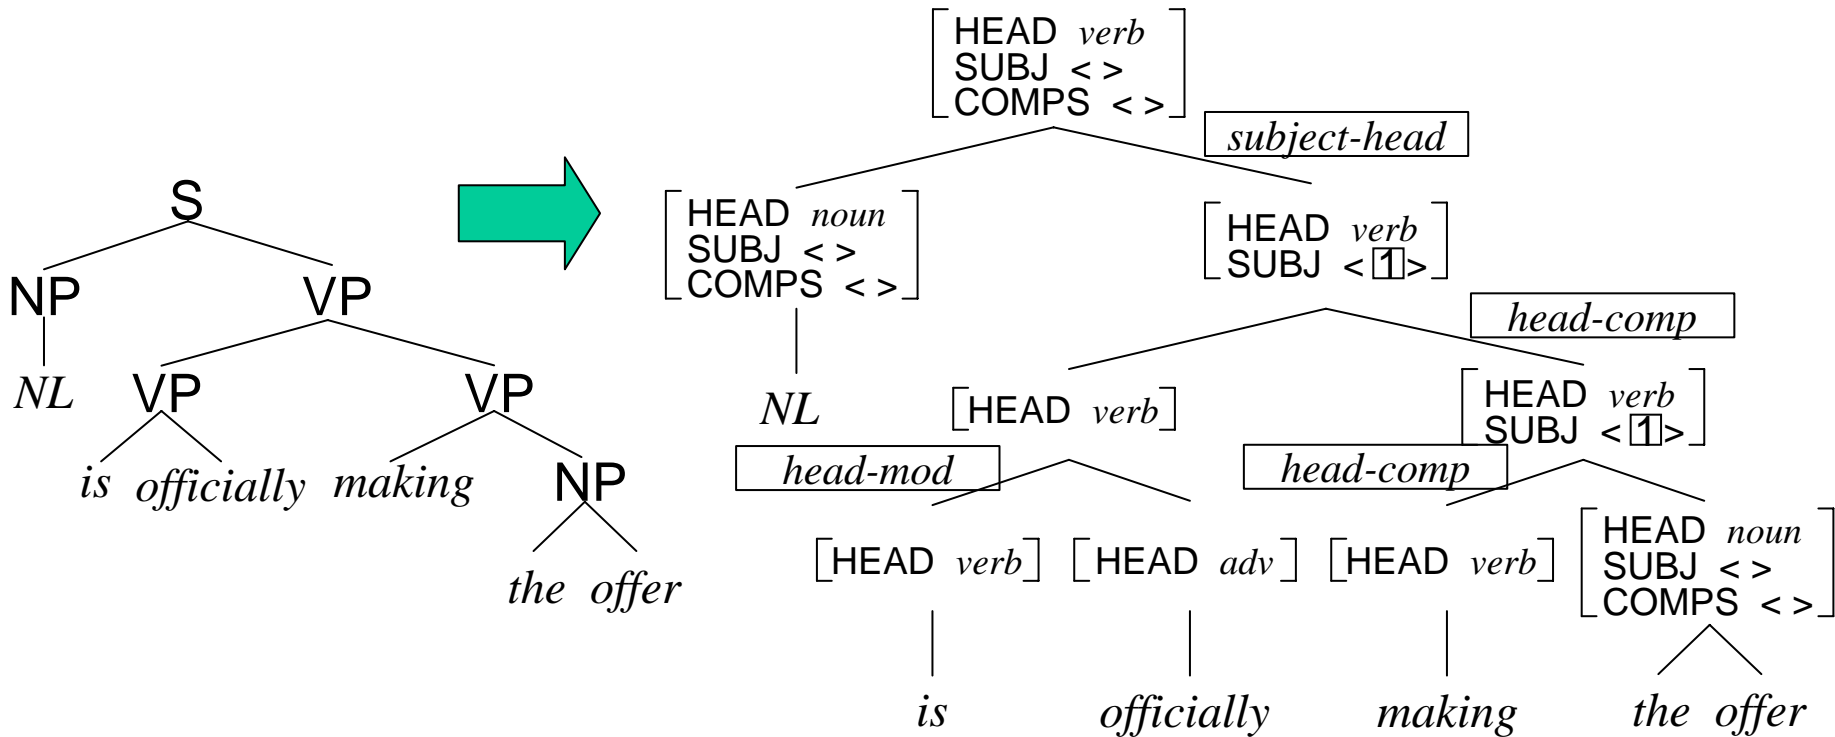 S
NP VP
NL VP VP
is officially making NP
the offer
HEAD verb
SUBJ < >
COMPS < >
subject-head
HEAD noun
SUBJ < >
COMPS < >
HEAD verb
SUBJ < 1 >
head-comp
NL
HEAD verb
HEAD verb
SUBJ < 1 >
head-mod
head-comp
HEAD verb
HEAD adv
HEAD verb
HEAD noun
SUBJ < >
COMPS < >
is officially making the offer